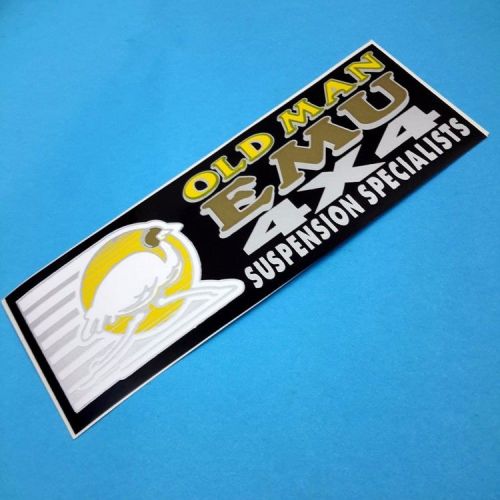 OLD MAN
EMU
4X4
SUSPENSION SPECIALISTS